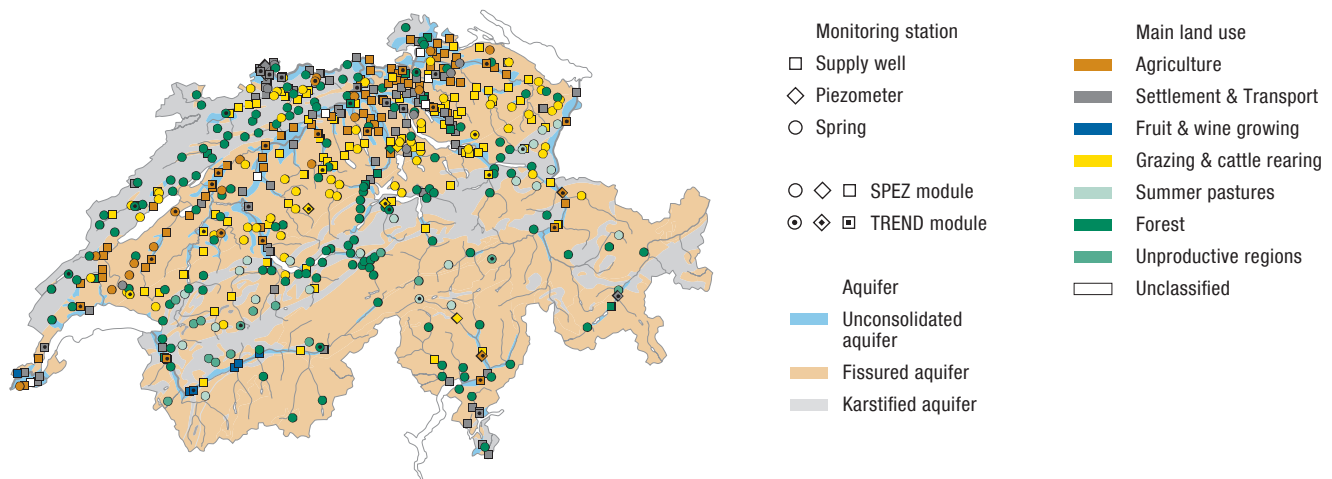 Monitoring station
Supply well
Piezometer
Spring
SPEZ module
TREND module
Aquifer
Unconsolidated
aquifer
Fissured aquifer
Karstified aquifer
Main land use
Agriculture
Settlement & Transport
Fruit & wine growing
Grazing & cattle rearing
Summer pastures
Forest
Unproductive regions
Unclassified